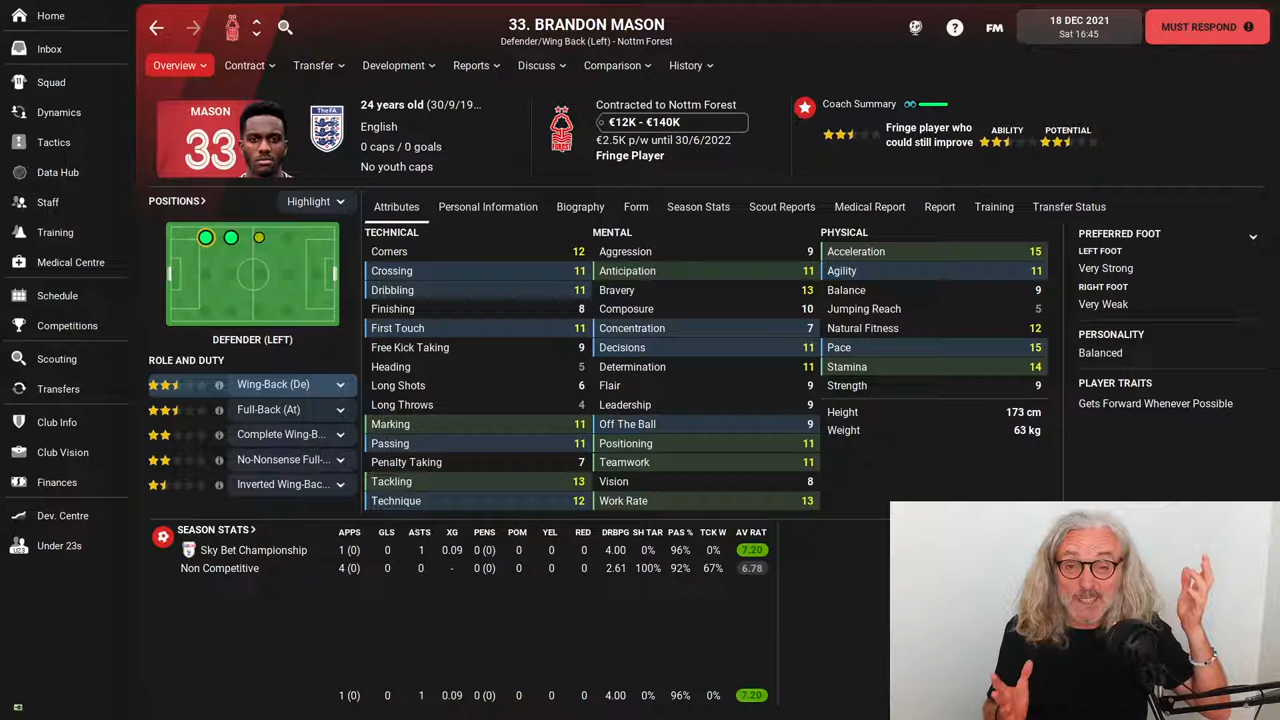 Home
Inbox
Squad
Dynamics
Tactics
Data Hub
Staff
Training
Medical Centre
Schedule
Competitions
Scouting
Transfers
Club Info
Club Vision
Finances
Dev. Centre
Under 23s
33. BRANDON MASON
Defender/Wing Back (Left) - Nottm Forest
FM
18 DEC 2021
Sat 16:45
MUST RESPOND
Overview
Contract
Transfer
Development
Reports
Discuss
Comparison
History
MASON
33
The FA
24 years old (30/9/19...
English
0 caps / 0 goals
No youth caps
FOREST
Contracted to Nottm Forest
€12K - €140K
€2.5K p/w until 30/6/2022
Fringe Player
Coach Summary
Fringe player who
could still improve
ABILITY
POTENTIAL
POSITIONS
Highlight
DEFENDER (LEFT)
ROLE AND DUTY
Wing-Back (De)
Full-Back (At)
Complete Wing-B...
No-Nonsense Full-...
Inverted Wing-Bac...
Attributes
Personal Information
Biography
Form
Season Stats
Scout Reports
Medical Report
Report
Training
Transfer Status
TECHNICAL
Corners 12
Crossing 11
Dribbling 11
Finishing 8
First Touch 11
Free Kick Taking 9
Heading 5
Long Shots 6
Long Throws 4
Marking 11
Passing 11
Penalty Taking 7
Tackling 13
Technique 12
MENTAL
Aggression 9
Anticipation 11
Bravery 13
Composure 10
Concentration 7
Decisions 11
Determination 11
Flair 9
Leadership 9
Off The Ball 9
Positioning 11
Teamwork 11
Vision 8
Work Rate 13
PHYSICAL
Acceleration 15
Agility 11
Balance 9
Jumping Reach 5
Natural Fitness 12
Pace 15
Stamina 14
Strength 9
Height 173 cm
Weight 63 kg
PREFERRED FOOT
LEFT FOOT
Very Strong
RIGHT FOOT
Very Weak
PERSONALITY
Balanced
PLAYER TRAITS
Gets Forward Whenever Possible
SEASON STATS APPS GLS ASTS XG PENS POM YEL RED DRBPG SH TAR PAS % TCK W AV RAT
Sky Bet Championship 1 (0) 0 1 0.09 0 (0) 0 0 0 4.00 0% 96% 0% 7.20
Non Competitive 4 (0) 0 0 - 0 (0) 0 0 0 2.61 100% 92% 67% 6.78
1 (0) 0 1 0.09 0 (0) 0 0 0 4.00 0% 96% 0% 7.20